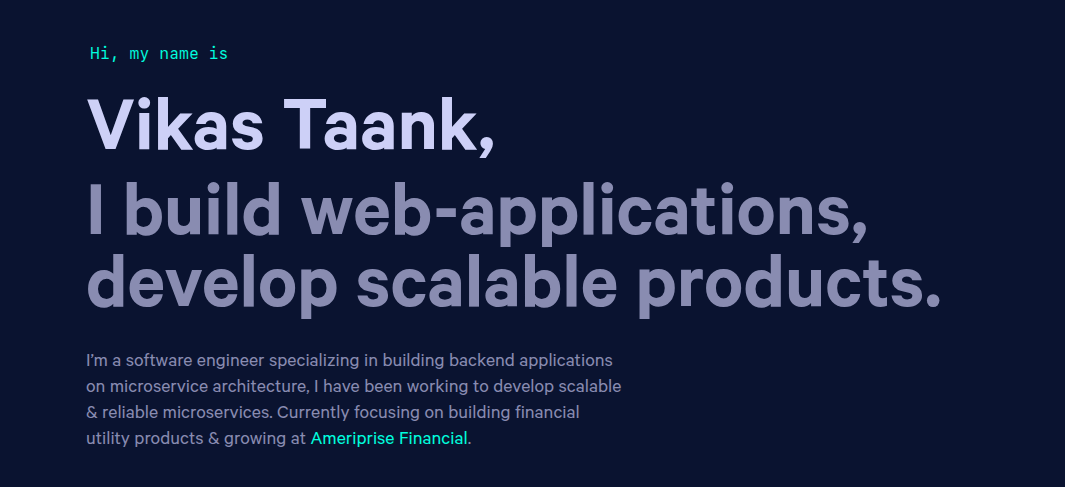 Hi, my name is
Vikas Taank,
I build web-applications,
develop scalable products.
I'm a software engineer specializing in building backend applications
on microservice architecture, I have been working to develop scalable
& reliable microservices. Currently focusing on building financial
utility products & growing at Ameriprise Financial.